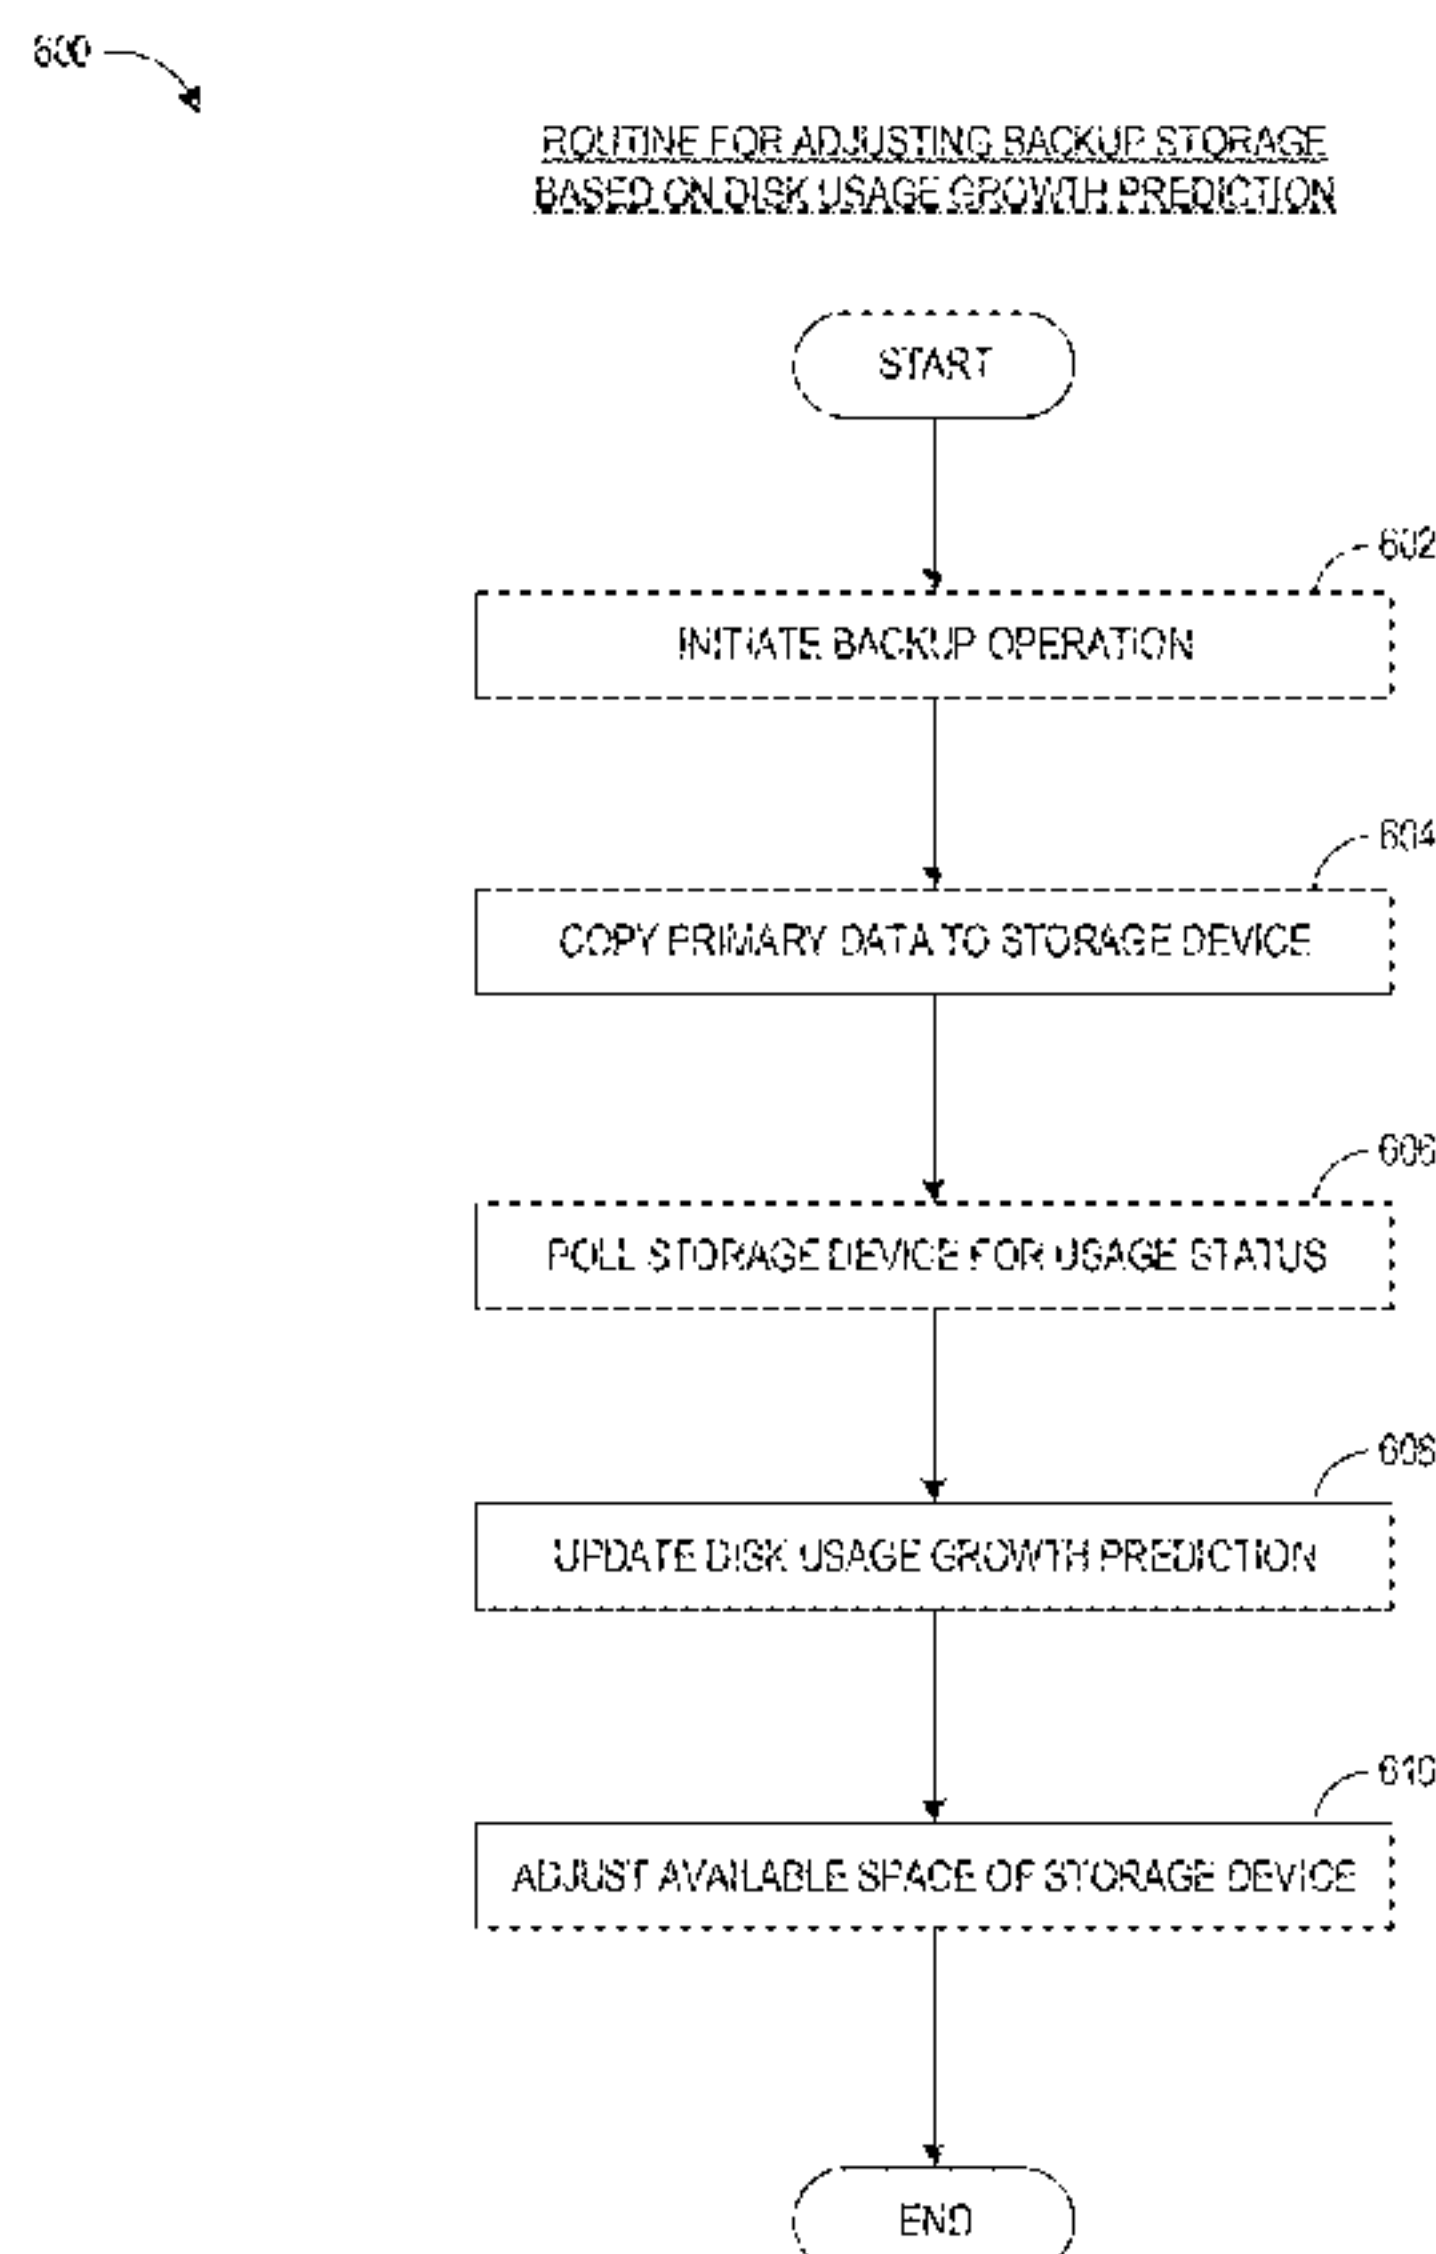 600
ROUTINE FOR ADJUSTING BACKUP STORAGE
BASED ON DISK USAGE GROWTH PREDICTION
START
602
INITIATE BACKUP OPERATION
604
COPY PRIMARY DATA TO STORAGE DEVICE
606
POLL STORAGE DEVICE FOR USAGE STATUS
608
UPDATE DISK USAGE GROWTH PREDICTION
610
ADJUST AVAILABLE SPACE OF STORAGE DEVICE
END